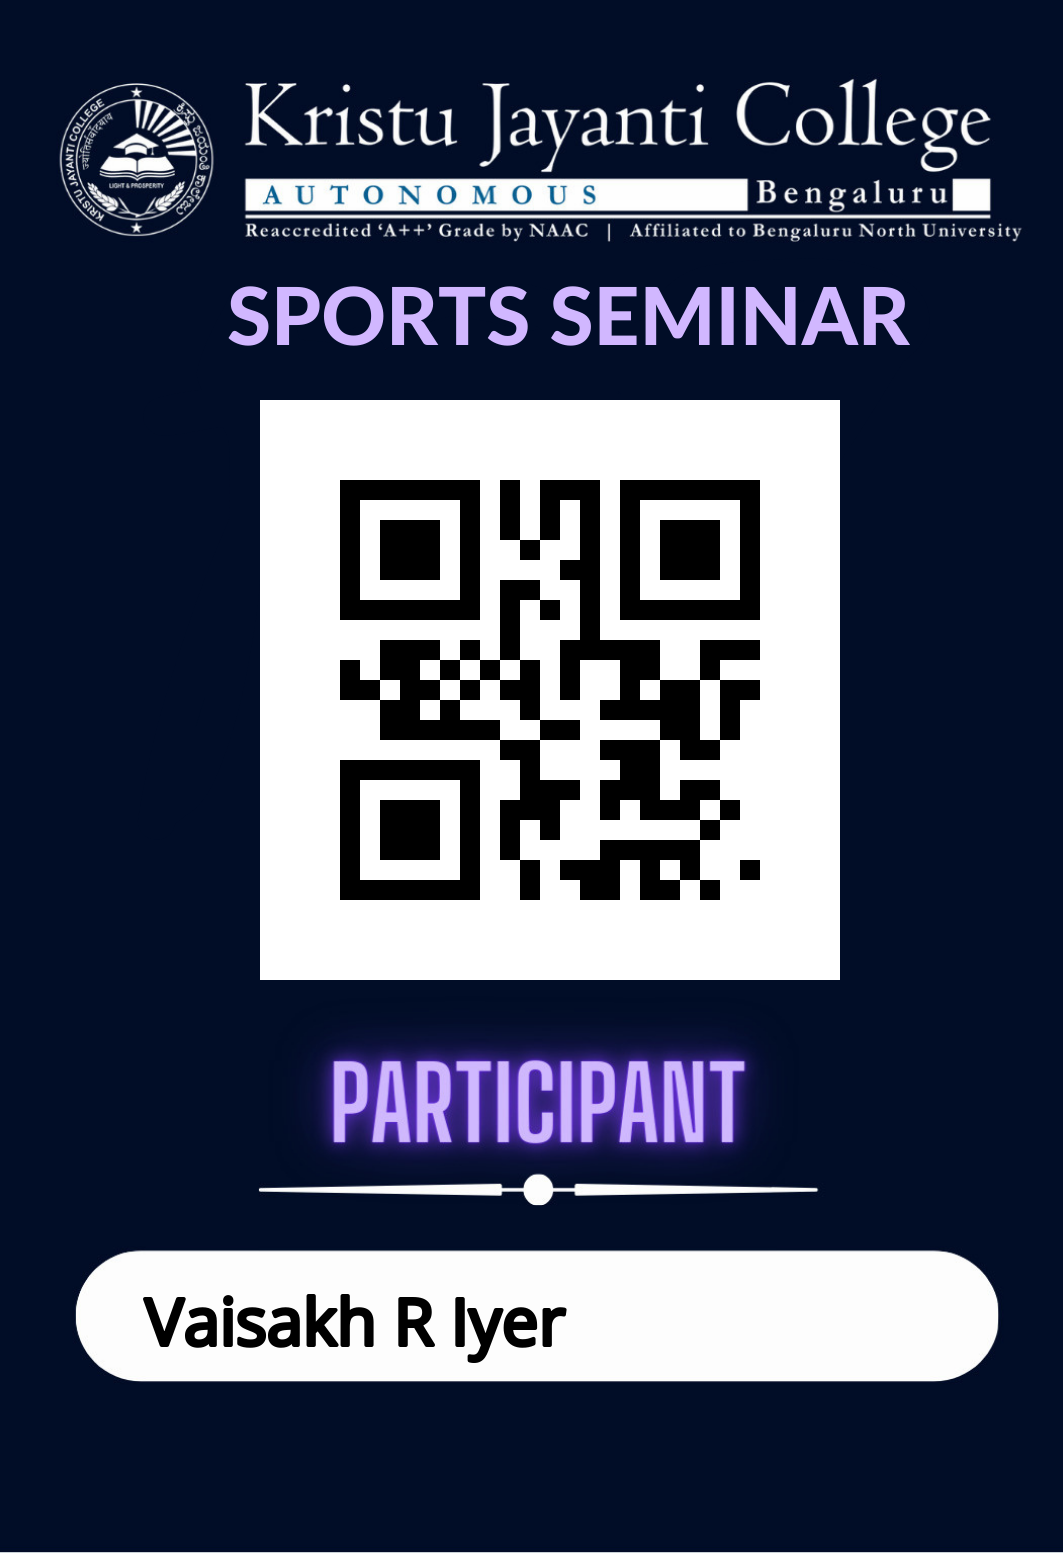 KRISTU JAYANTI COLLEGE
LIGHT & PROSPERITY
Kristu Jayanti College
AUTONOMOUS Bengaluru
Reaccredited ‘A++’ Grade by NAAC | Affiliated to Bengaluru North University
SPORTS SEMINAR
PARTICIPANT
Vaisakh R Iyer